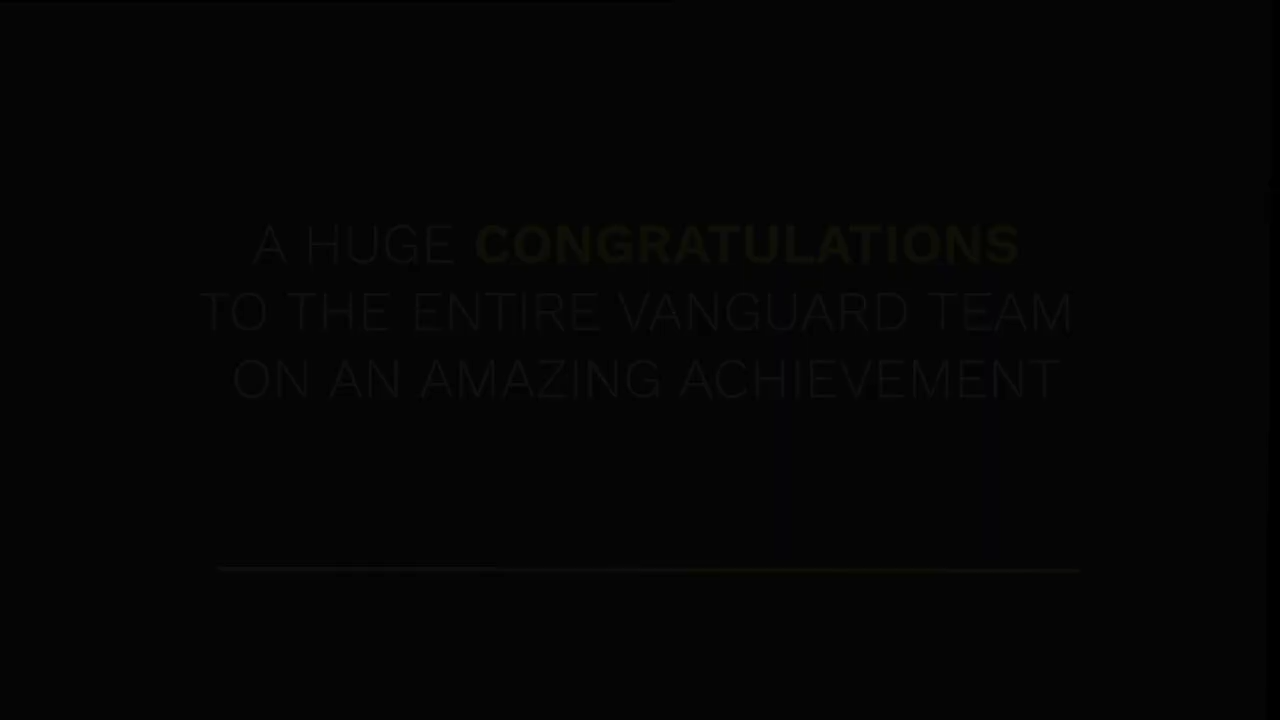 A HUGE CONGRATULATIONS
TO THE ENTIRE VANGUARD TEAM
ON AN AMAZING ACHIEVEMENT